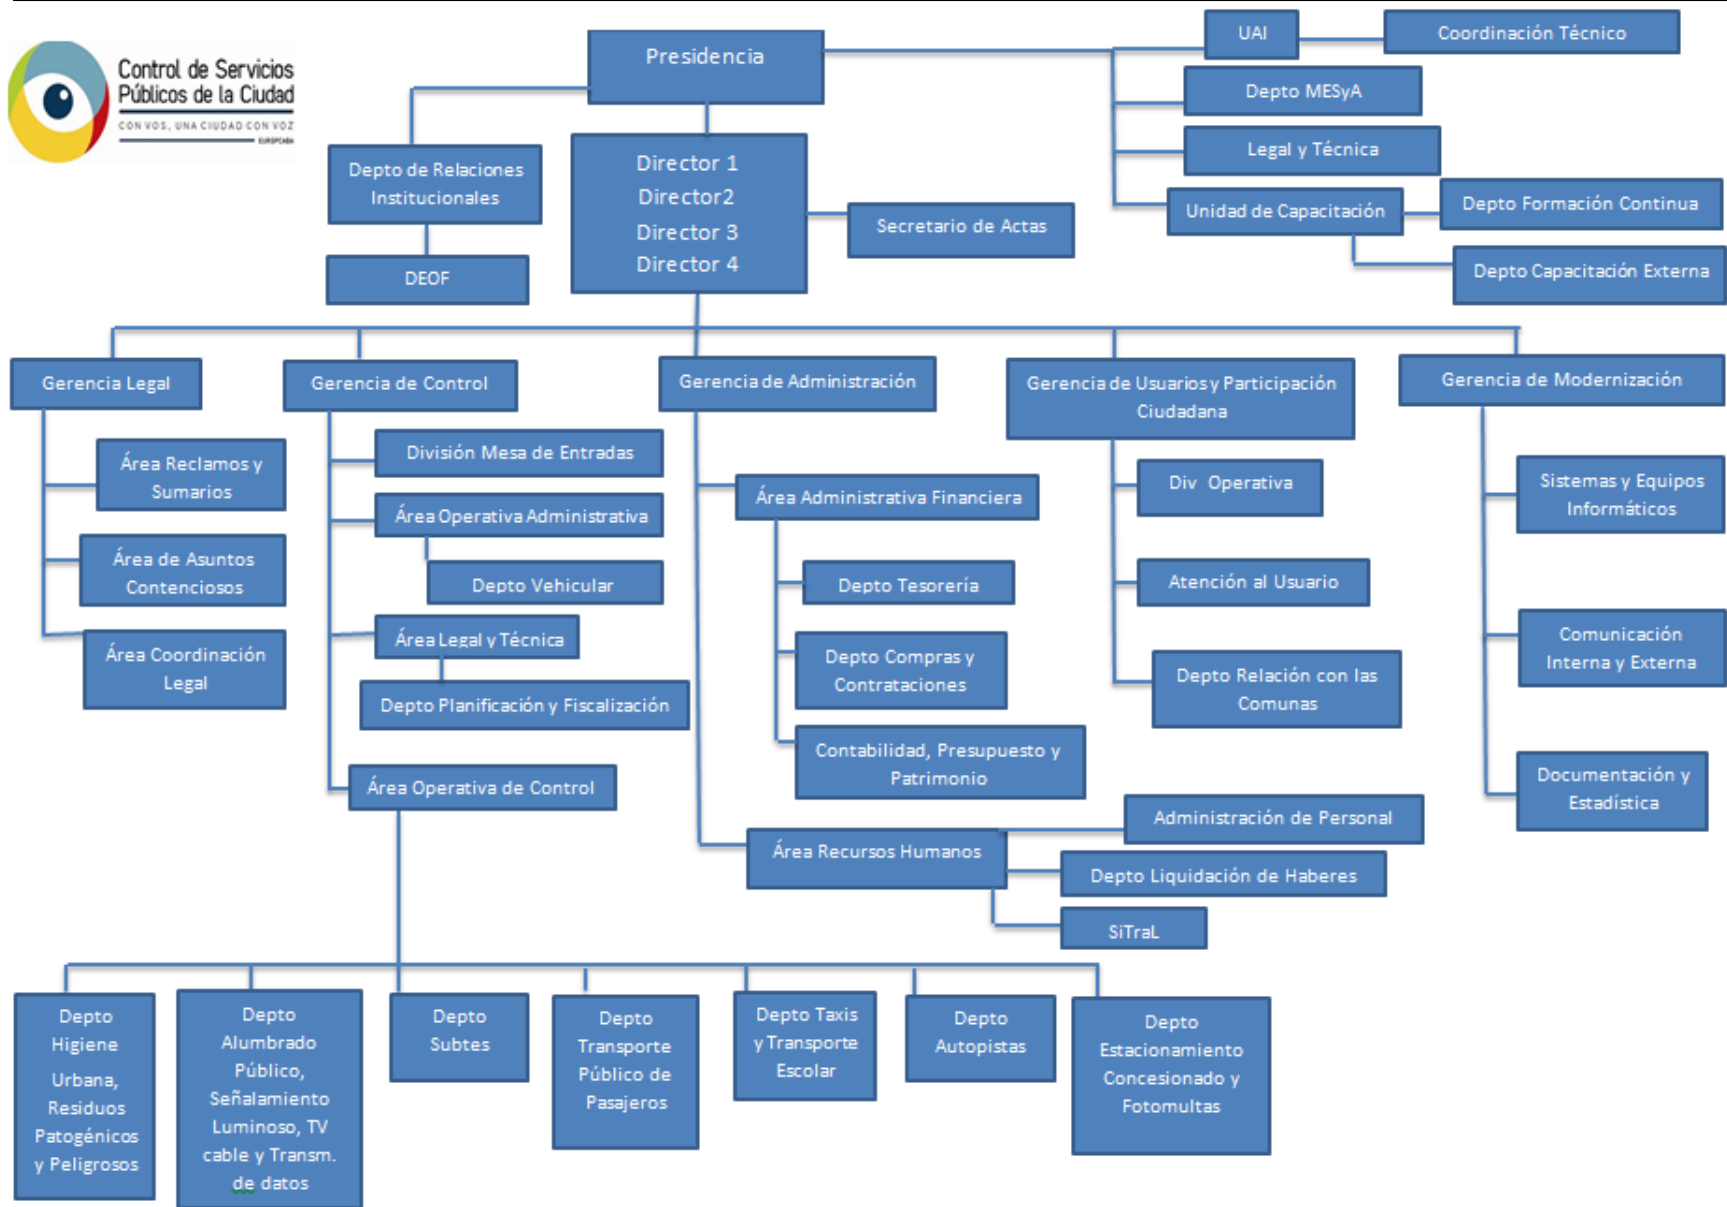 Control de Servicios
Públicos de la Ciudad
CON VOS, UNA CIUDAD CON VOZ
EURSPCABA
Presidencia
UAI
Coordinación Técnico
Depto MESyA
Legal y Técnica
Unidad de Capacitación
Depto Formación Continua
Depto Capacitación Externa
Depto de Relaciones
Institucionales
DEOF
Director 1
Director2
Director 3
Director 4
Secretario de Actas
Gerencia Legal
Gerencia de Control
Gerencia de Administración
Gerencia de Usuarios y Participación
Ciudadana
Gerencia de Modernización
Área Reclamos y
Sumarios
Área de Asuntos
Contenciosos
Área Coordinación
Legal
División Mesa de Entradas
Área Operativa Administrativa
Depto Vehicular
Área Legal y Técnica
Depto Planificación y Fiscalización
Área Operativa de Control
Área Administrativa Financiera
Depto Tesorería
Depto Compras y
Contrataciones
Contabilidad, Presupuesto y
Patrimonio
Área Recursos Humanos
Administración de Personal
Depto Liquidación de Haberes
SiTraL
Div  Operativa
Atención al Usuario
Depto Relación con las
Comunas
Sistemas y Equipos
Informáticos
Comunicación
Interna y Externa
Documentación y
Estadística
Depto
Higiene
Urbana,
Residuos
Patogénicos
y Peligrosos
Depto
Alumbrado
Público,
Señalamiento
Luminoso, TV
cable y Transm.
de datos
Depto
Subtes
Depto
Transporte
Público de
Pasajeros
Depto Taxis
y Transporte
Escolar
Depto
Autopistas
Depto
Estacionamiento
Concesionado y
Fotomultas